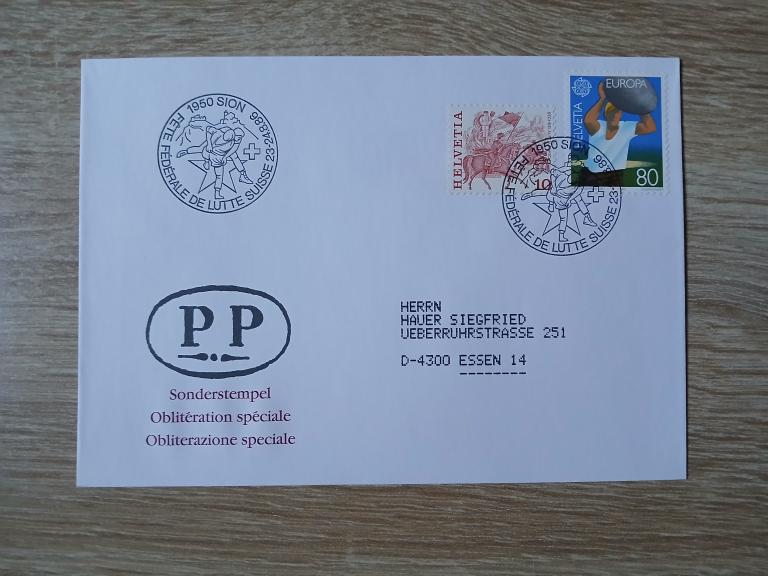 1950 SION
FÊTE FÉDÉRALE DE LUTTE SUISSE 23-24.8.86
HELVETIA
10
EUROPA
HELVETIA
80
1950 SION
FÊTE FÉDÉRALE DE LUTTE SUISSE 23-
86
PP
Sonderstempel
Oblitération spéciale
Obliterazione speciale
HERRN
HAUER SIEGFRIED
UEBERRUHRSTRASSE 251
D-4300 ESSEN 14
--------